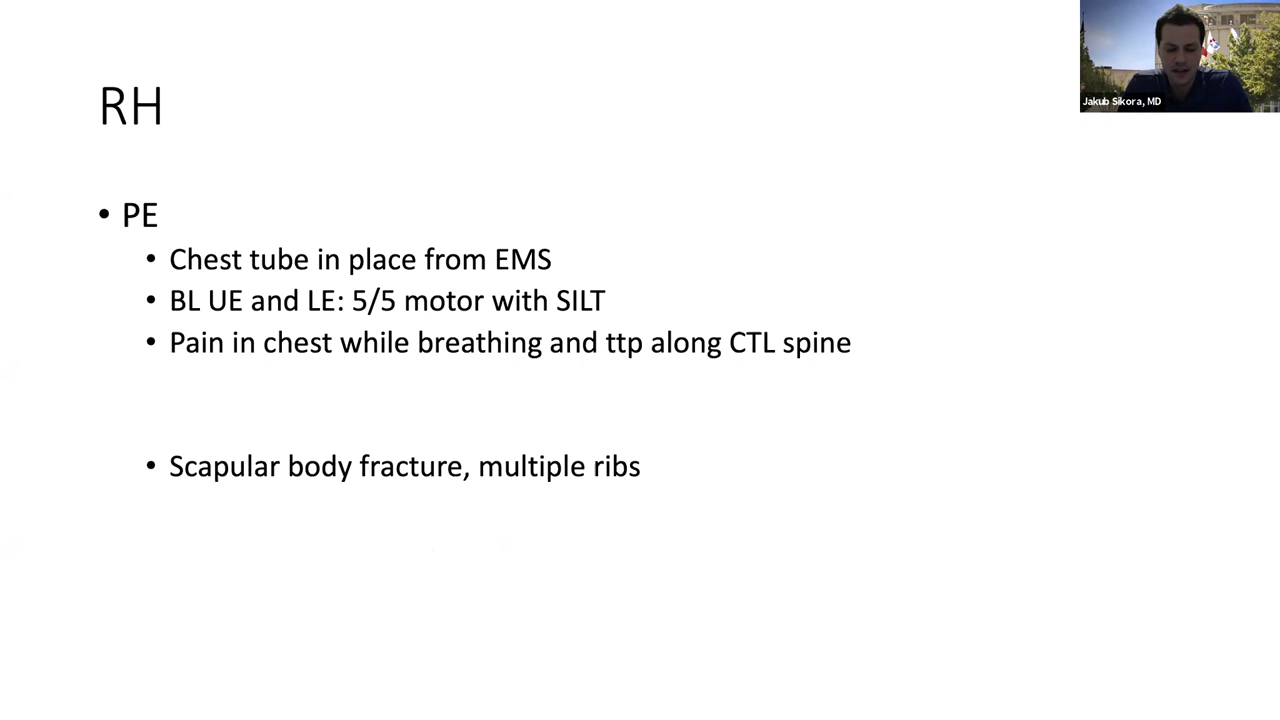 Jakub Sikora, MD
RH
• PE
• Chest tube in place from EMS
• BL UE and LE: 5/5 motor with SILT
• Pain in chest while breathing and ttp along CTL spine
• Scapular body fracture, multiple ribs